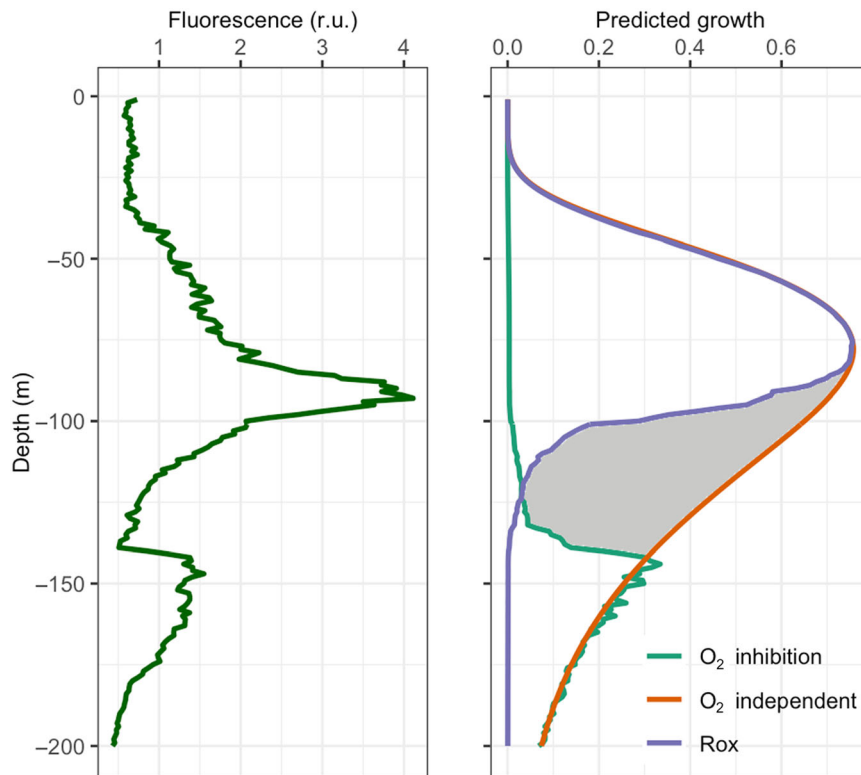 Fluorescence (r.u.)
Predicted growth
1 2 3 4
0.0 0.2 0.4 0.6
0
−50
−100
−150
−200
Depth (m)
O₂ inhibition
O₂ independent
Rox